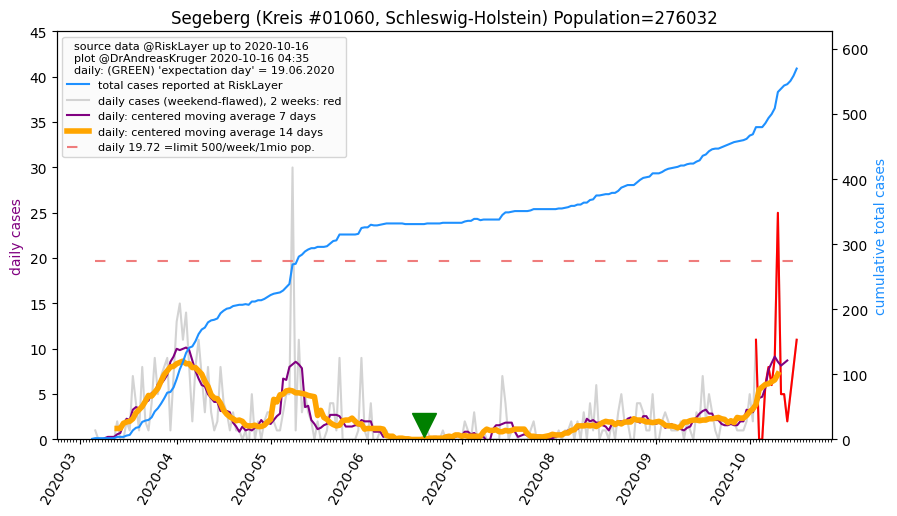 Segeberg (Kreis #01060, Schleswig-Holstein) Population=276032
source data @RiskLayer up to 2020-10-16
plot @DrAndreasKruger 2020-10-16 04:35
daily: (GREEN) 'expectation day' = 19.06.2020
total cases reported at RiskLayer
daily cases (weekend-flawed), 2 weeks: red
daily: centered moving average 7 days
daily: centered moving average 14 days
daily 19.72 =limit 500/week/1mio pop.
daily cases
45
40
35
30
25
20
15
10
5
0
cumulative total cases
600
500
400
300
200
100
0
2020-03
2020-04
2020-05
2020-06
2020-07
2020-08
2020-09
2020-10